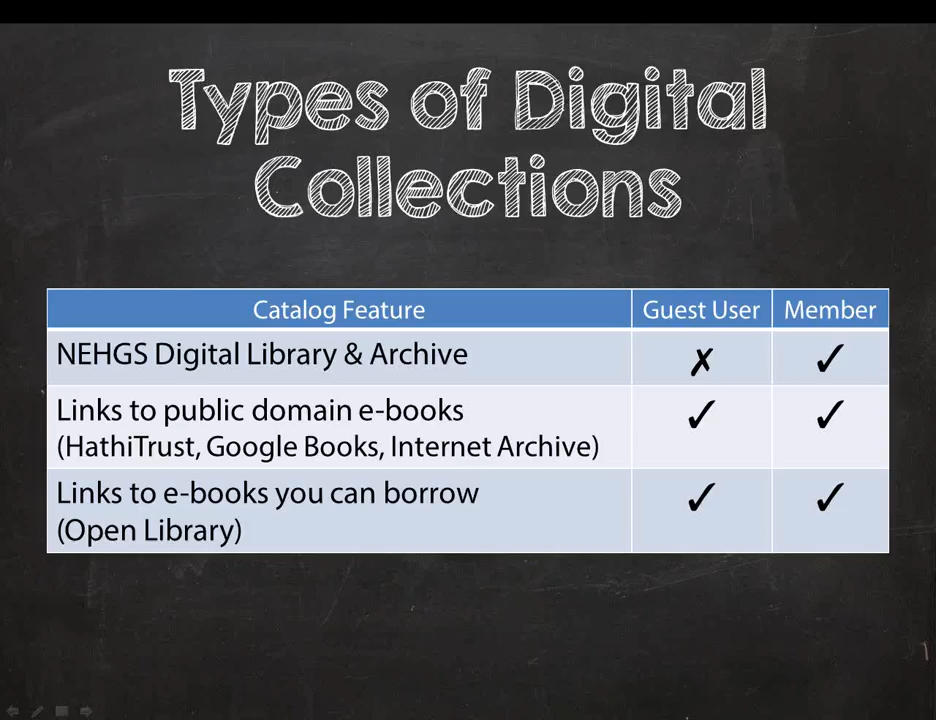 Types of Digital
Collections
Catalog Feature Guest User Member
NEHGS Digital Library & Archive ✗ ✓
Links to public domain e-books ✓ ✓
(HathiTrust, Google Books, Internet Archive)
Links to e-books you can borrow ✓ ✓
(Open Library)